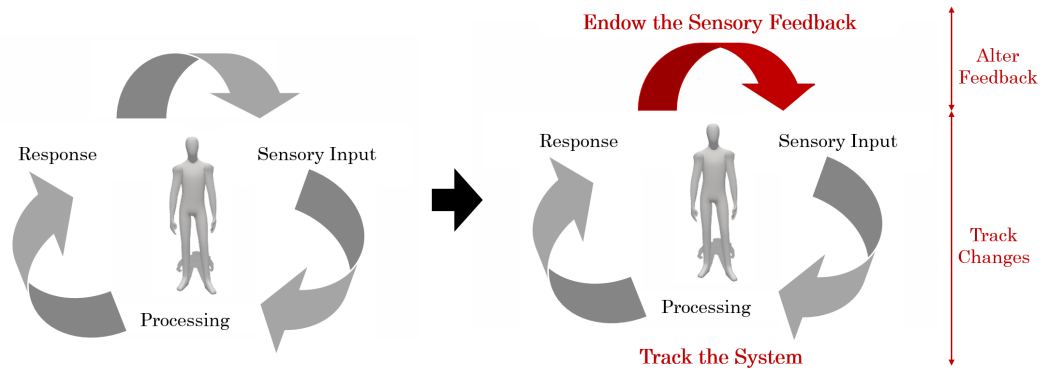 Response
Sensory Input
Processing
Endow the Sensory Feedback
Response
Sensory Input
Processing
Track the System
Alter
Feedback
Track
Changes